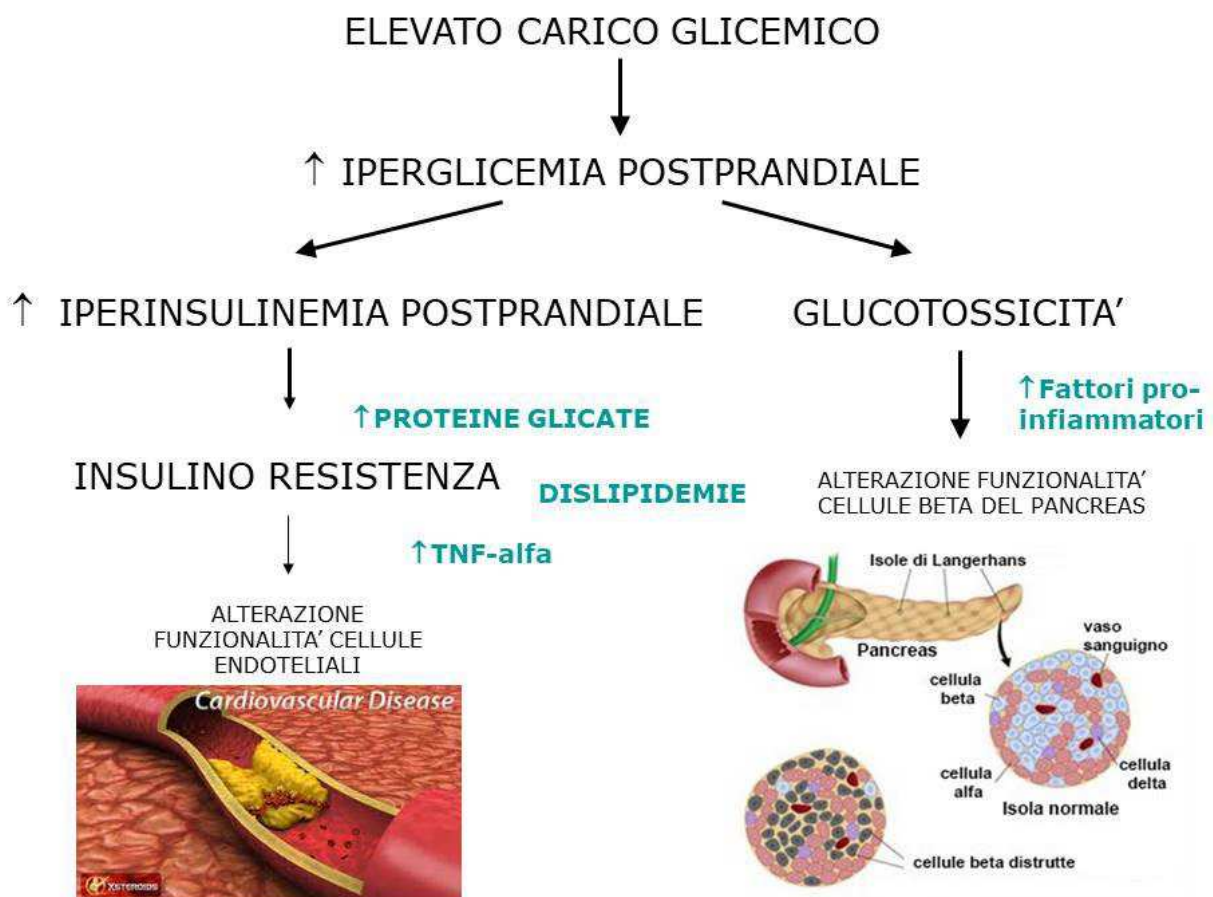 ELEVATO CARICO GLICEMICO
↑ IPERGLICEMIA POSTPRANDIALE
↑ IPERINSULINEMIA POSTPRANDIALE
GLUCOTOSSICITA’
↑PROTEINE GLICATE
↑Fattori pro-
infiammatori
INSULINO RESISTENZA
DISLIPIDEMIE
ALTERAZIONE FUNZIONALITA’
CELLULE BETA DEL PANCREAS
↑TNF-alfa
ALTERAZIONE
FUNZIONALITA’ CELLULE
ENDOTELIALI
Cardiovascular Disease
XSTEROIDS
Isole di Langerhans
Pancreas
vaso
sanguigno
cellula
beta
cellula
alfa
cellula
delta
Isola normale
cellule beta distrutte